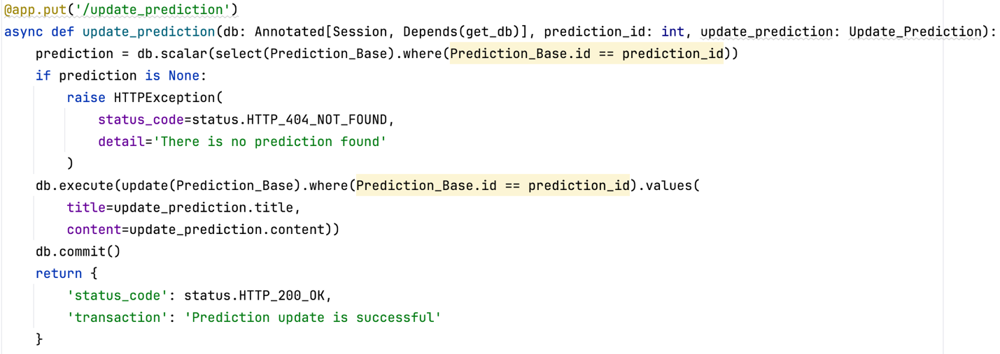 @app.put('/update_prediction')
async def update_prediction(db: Annotated[Session, Depends(get_db)], prediction_id: int, update_prediction: Update_Prediction):
    prediction = db.scalar(select(Prediction_Base).where(Prediction_Base.id == prediction_id))
    if prediction is None:
        raise HTTPException(
            status_code=status.HTTP_404_NOT_FOUND,
            detail='There is no prediction found'
        )
    db.execute(update(Prediction_Base).where(Prediction_Base.id == prediction_id).values(
        title=update_prediction.title,
        content=update_prediction.content))
    db.commit()
    return {
        'status_code': status.HTTP_200_OK,
        'transaction': 'Prediction update is successful'
    }